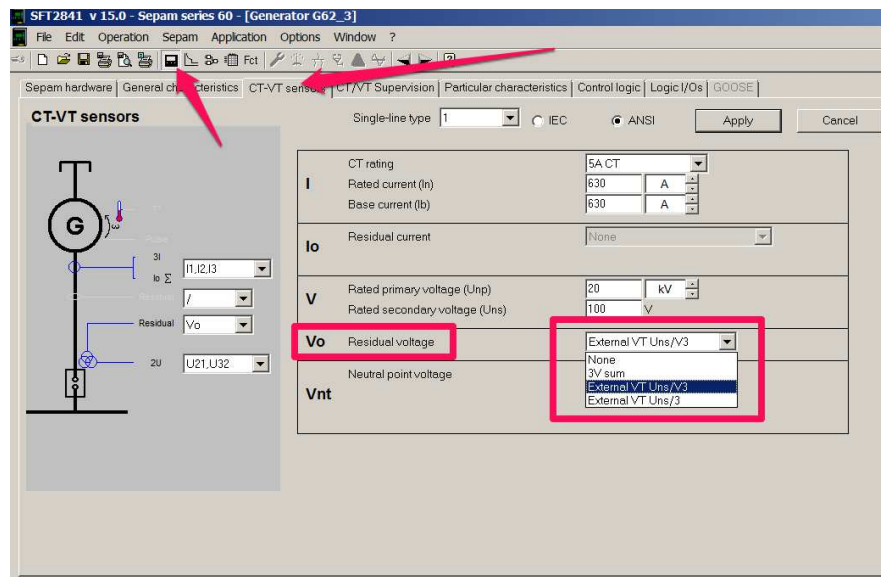 SFT2841 v 15.0 - Sepam series 60 - [Generator G62_3]
File Edit Operation Sepam Application Options Window ?
Fct
Sepam hardware General characteristics CT-VT sensors CT/VT Supervision Particular characteristics Control logic Logic I/Os GOOSE
CT-VT sensors
Single-line type 1 IEC ANSI Apply Cancel
I
CT rating 5A CT
Rated current (In) 630 A
Base current (Ib) 630 A
Io
Residual current None
V
Rated primary voltage (Unp) 20 kV
Rated secondary voltage (Uns) 100 V
Vo Residual voltage External VT Uns/V3
None
3V sum
External VT Uns/V3
External VT Uns/3
Vnt
Neutral point voltage
G
3I
Io Σ I1,I2,I3
/
Residual Vo
2U U21,U32